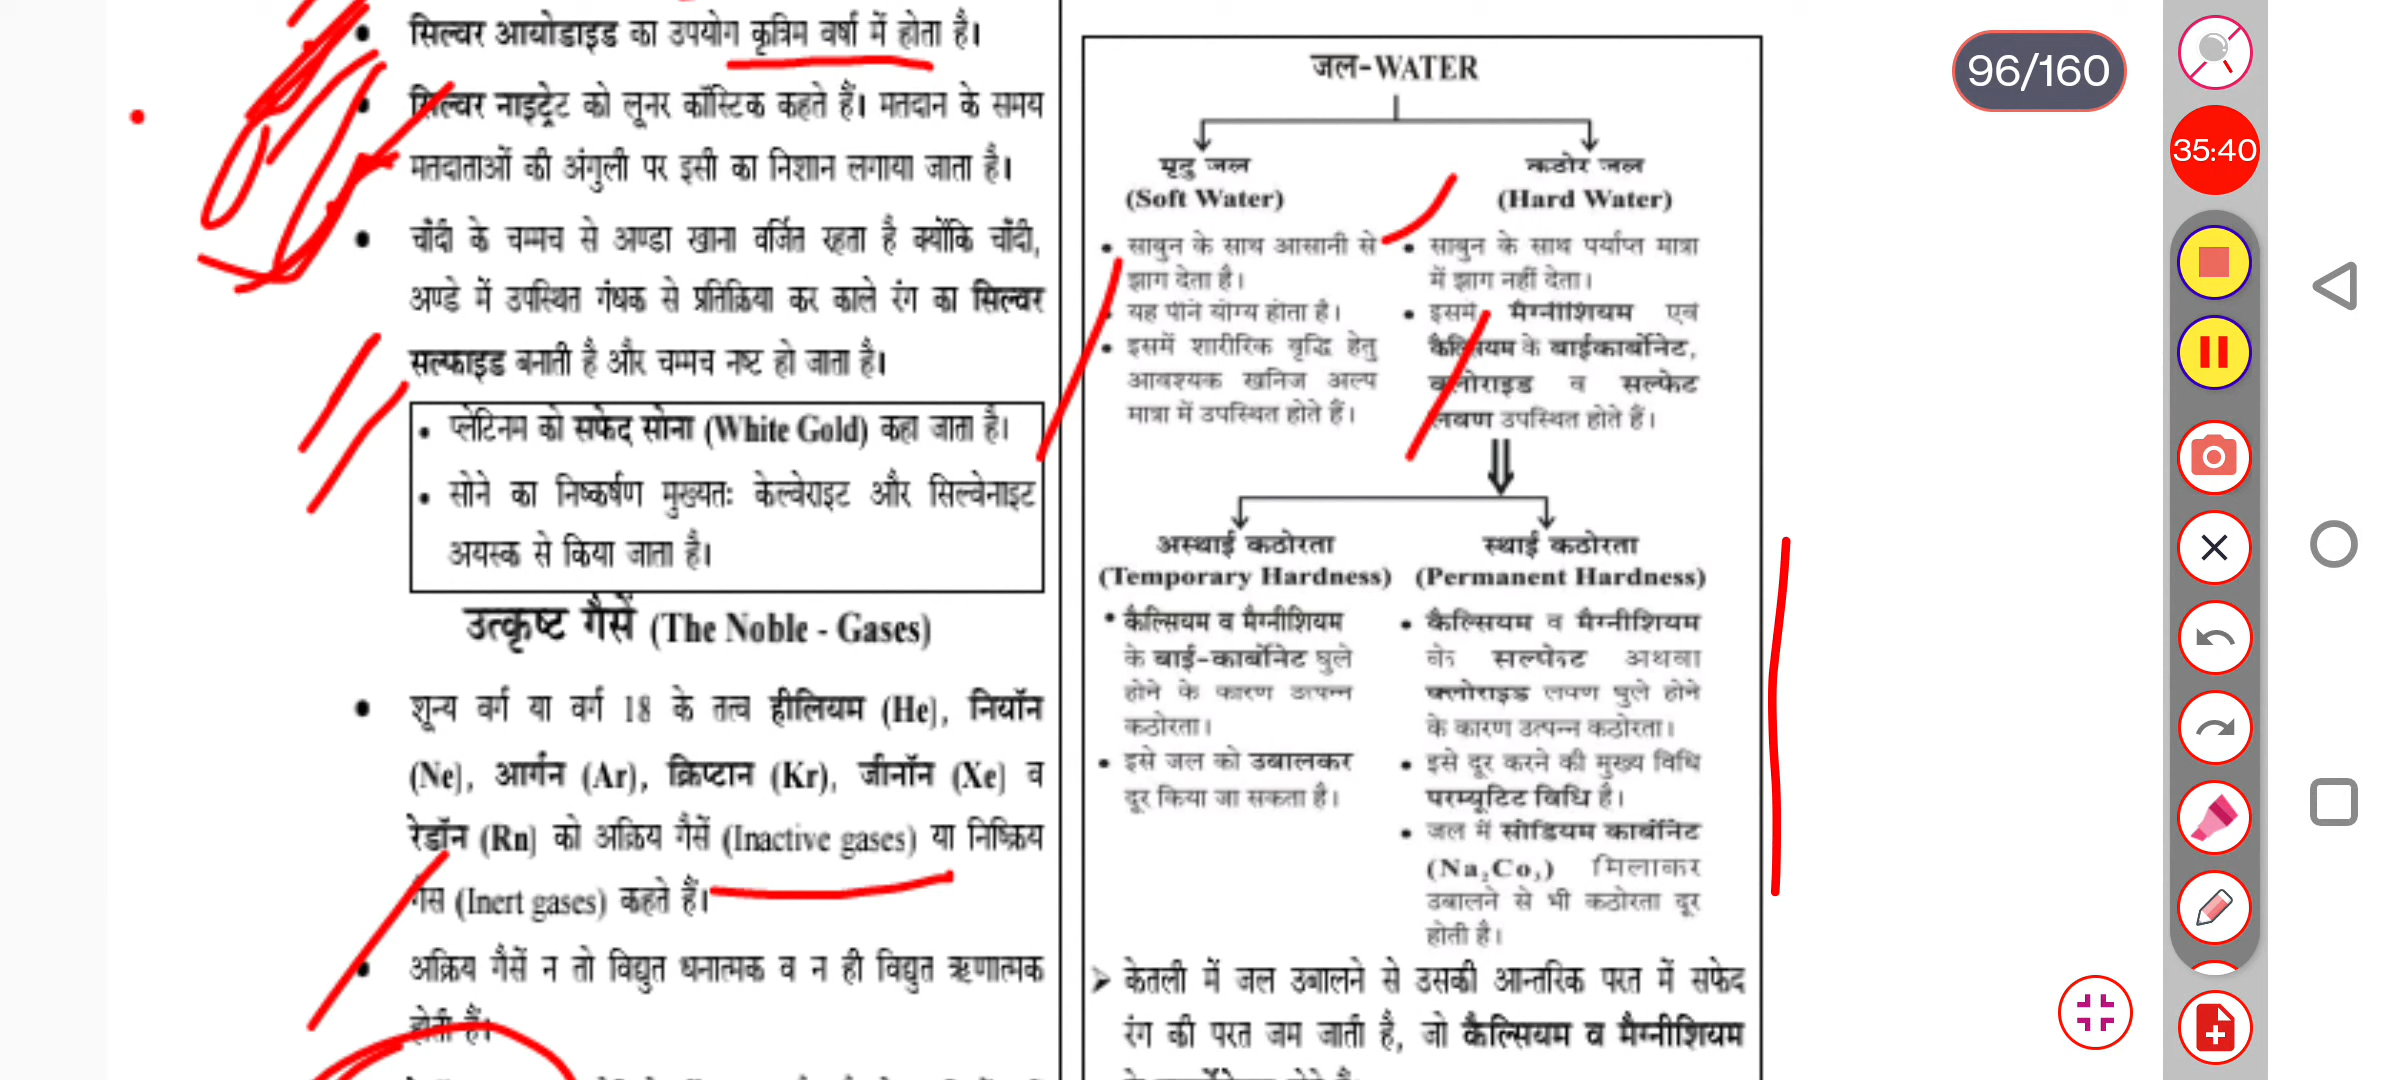 सिल्वर आयोडाइड का उपयोग कृत्रिम वर्षा में होता है।
सिल्वर नाइट्रेट को लूनर कॉस्टिक कहते हैं। मतदान के समय
मतदाताओं की अंगुली पर इसी का निशान लगाया जाता है।
चाँदी के चम्मच से अण्डा खाना वर्जित रहता है क्योंकि चाँदी,
अण्डे में उपस्थित गंधक से प्रतिक्रिया कर काले रंग का सिल्वर
सल्फाइड बनाती है और चम्मच नष्ट हो जाता है।
प्लेटिनम को सफेद सोना (White Gold) कहा जाता है।
सोने का निष्कर्षण मुख्यतः केल्वेराइट और सिल्वेनाइट
अयस्क से किया जाता है।
उत्कृष्ट गैसें (The Noble - Gases)
शून्य वर्ग या वर्ग 18 के तत्व हीलियम (He), नियॉन
(Ne), आर्गन (Ar), क्रिप्टान (Kr), जीनॉन (Xe) व
रेडॉन (Rn) को अक्रिय गैसें (Inactive gases) या निष्क्रिय
गैस (Inert gases) कहते हैं।
अक्रिय गैसें न तो विद्युत धनात्मक व न ही विद्युत ऋणात्मक
होती हैं।
जल-WATER
मृदु जल
(Soft Water)
साबुन के साथ आसानी से
झाग देता है।
यह पीने योग्य होता है।
इसमें शारीरिक वृद्धि हेतु
आवश्यक खनिज अल्प
मात्रा में उपस्थित होते हैं।
कठोर जल
(Hard Water)
साबुन के साथ पर्याप्त मात्रा
में झाग नहीं देता।
इसमें मैग्नीशियम एवं
कैल्सियम के बाईकार्बोनेट,
क्लोराइड व सल्फेट
लवण उपस्थित होते हैं।
अस्थाई कठोरता
(Temporary Hardness)
कैल्सियम व मैग्नीशियम
के बाई-कार्बोनेट घुले
होने के कारण उत्पन्न
कठोरता।
इसे जल को उबालकर
दूर किया जा सकता है।
स्थाई कठोरता
(Permanent Hardness)
कैल्सियम व मैग्नीशियम
के सल्फेट अथवा
क्लोराइड लवण घुले होने
के कारण उत्पन्न कठोरता।
इसे दूर करने की मुख्य विधि
परम्यूटिट विधि है।
जल में सोडियम कार्बोनेट
(Na₂Co₃) मिलाकर
उबालने से भी कठोरता दूर
होती है।
➤ केतली में जल उबालने से उसकी आन्तरिक परत में सफेद
रंग की परत जम जाती है, जो कैल्सियम व मैग्नीशियम
96/160
35:40